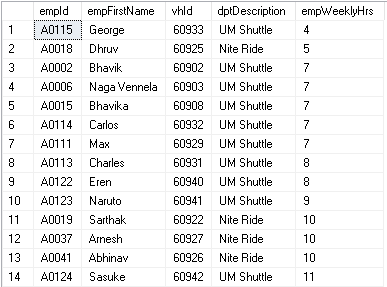 empId empFirstName vhId dptDescription empWeeklyHrs
1 A0115 George 60933 UM Shuttle 4
2 A0018 Dhruv 60925 Nite Ride 5
3 A0002 Bhavik 60902 UM Shuttle 7
4 A0006 Naga Vennela 60903 UM Shuttle 7
5 A0015 Bhavika 60908 UM Shuttle 7
6 A0114 Carlos 60932 UM Shuttle 7
7 A0111 Max 60929 UM Shuttle 7
8 A0113 Charles 60931 UM Shuttle 8
9 A0122 Eren 60940 UM Shuttle 8
10 A0123 Naruto 60941 UM Shuttle 9
11 A0019 Sarthak 60922 Nite Ride 10
12 A0037 Arnesh 60927 Nite Ride 10
13 A0041 Abhinav 60926 Nite Ride 10
14 A0124 Sasuke 60942 UM Shuttle 11